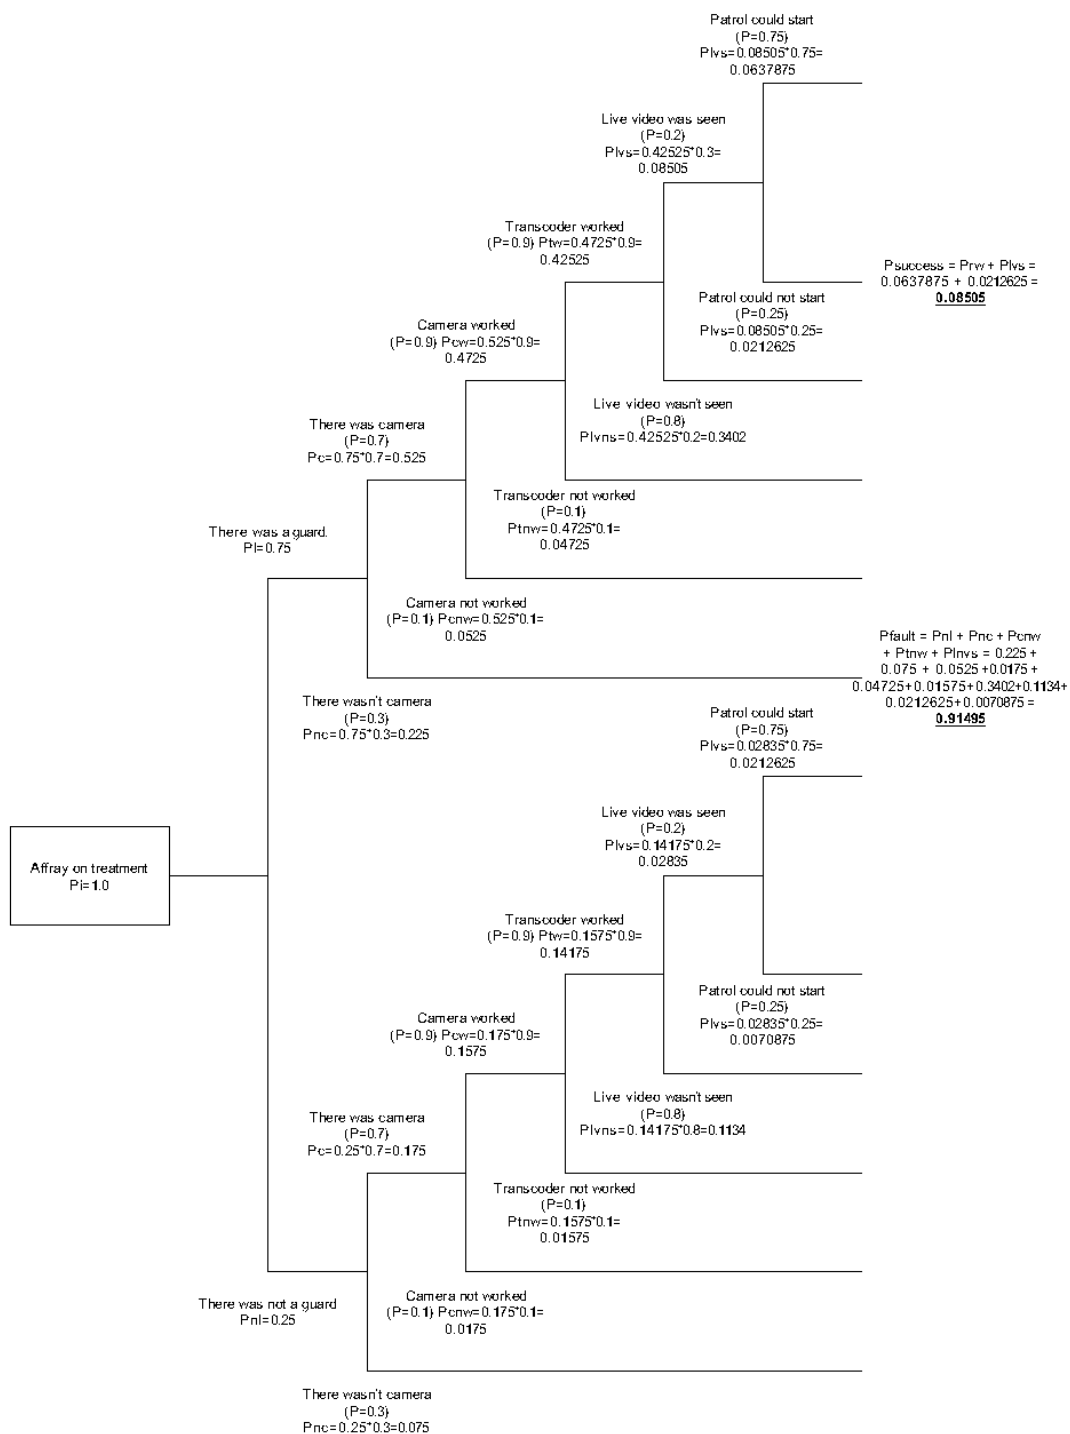 Patrol could start
(P=0.75)
Plvs=0.08505*0.75=
0.0637875
Live video was seen
(P=0.2)
Plvs=0.42525*0.3=
0.08505
Transcoder worked
(P=0.9) Ptw=0.4725*0.9=
0.42525
Psuccess = Prw + Plvs =
0.0637875 + 0.0212625 =
0.08505
Patrol could not start
(P=0.25)
Plvs=0.08505*0.25=
0.0212625
Camera worked
(P=0.9) Pcw=0.525*0.9=
0.4725
Live video wasn't seen
(P=0.8)
Plvns=0.42525*0.2=0.3402
There was camera
(P=0.7)
Pc=0.75*0.7=0.525
Transcoder not worked
(P=0.1)
Ptnw=0.4725*0.1=
0.04725
There was a guard.
Pl=0.75
Camera not worked
(P=0.1) Pcnw=0.525*0.1=
0.0525
Pfault = Pnl + Pnc + Pcnw
+ Ptnw + Plnvs = 0.225 +
0.075 + 0.0525 +0.0175 +
0.04725+0.01575+0.3402+0.1134+
0.0212625+0.0070875 =
0.91495
There wasn't camera
(P=0.3)
Pnc=0.75*0.3=0.225
Patrol could start
(P=0.75)
Plvs=0.02835*0.75=
0.0212625
Live video was seen
(P=0.2)
Plvs=0.14175*0.2=
0.02835
Affray on treatment
Pi=1.0
Transcoder worked
(P=0.9) Ptw=0.1575*0.9=
0.14175
Patrol could not start
(P=0.25)
Plvs=0.02835*0.25=
0.0070875
Camera worked
(P=0.9) Pcw=0.175*0.9=
0.1575
Live video wasn't seen
(P=0.8)
Plvns=0.14175*0.8=0.1134
There was camera
(P=0.7)
Pc=0.25*0.7=0.175
Transcoder not worked
(P=0.1)
Ptnw=0.1575*0.1=
0.01575
There was not a guard
Pnl=0.25
Camera not worked
(P=0.1) Pcnw=0.175*0.1=
0.0175
There wasn't camera
(P=0.3)
Pnc=0.25*0.3=0.075